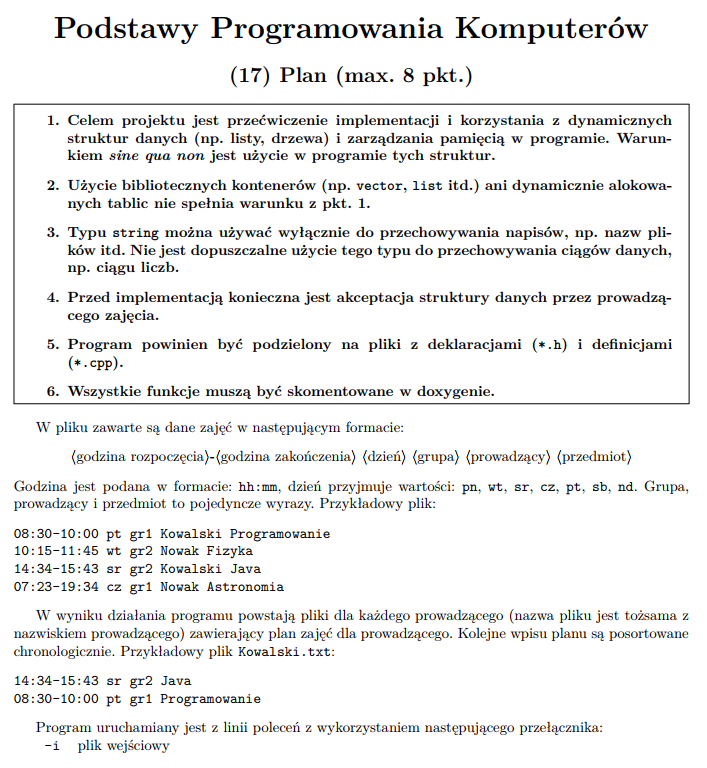 Podstawy Programowania Komputerów
(17) Plan (max. 8 pkt.)
1. Celem projektu jest przećwiczenie implementacji i korzystania z dynamicznych
struktur danych (np. listy, drzewa) i zarządzania pamięcią w programie. Warun-
kiem sine qua non jest użycie w programie tych struktur.
2. Użycie bibliotecznych kontenerów (np. vector, list itd.) ani dynamicznie alokowa-
nych tablic nie spełnia warunku z pkt. 1.
3. Typu string można używać wyłącznie do przechowywania napisów, np. nazw pli-
ków itd. Nie jest dopuszczalne użycie tego typu do przechowywania ciągów danych,
np. ciągu liczb.
4. Przed implementacją konieczna jest akceptacja struktury danych przez prowadzą-
cego zajęcia.
5. Program powinien być podzielony na pliki z deklaracjami (*.h) i definicjami
(*.cpp).
6. Wszystkie funkcje muszą być skomentowane w doxygenie.
W pliku zawarte są dane zajęć w następującym formacie:
⟨godzina rozpoczęcia⟩-⟨godzina zakończenia⟩ ⟨dzień⟩ ⟨grupa⟩ ⟨prowadzący⟩ ⟨przedmiot⟩
Godzina jest podana w formacie: hh:mm, dzień przyjmuje wartości: pn, wt, sr, cz, pt, sb, nd. Grupa,
prowadzący i przedmiot to pojedyncze wyrazy. Przykładowy plik:
08:30-10:00 pt gr1 Kowalski Programowanie
10:15-11:45 wt gr2 Nowak Fizyka
14:34-15:43 sr gr2 Kowalski Java
07:23-19:34 cz gr1 Nowak Astronomia
W wyniku działania programu powstają pliki dla każdego prowadzącego (nazwa pliku jest tożsama z
nazwiskiem prowadzącego) zawierający plan zajęć dla prowadzącego. Kolejne wpisu planu są posortowane
chronologicznie. Przykładowy plik Kowalski.txt:
14:34-15:43 sr gr2 Java
08:30-10:00 pt gr1 Programowanie
Program uruchamiany jest z linii poleceń z wykorzystaniem następującego przełącznika:
-i plik wejściowy